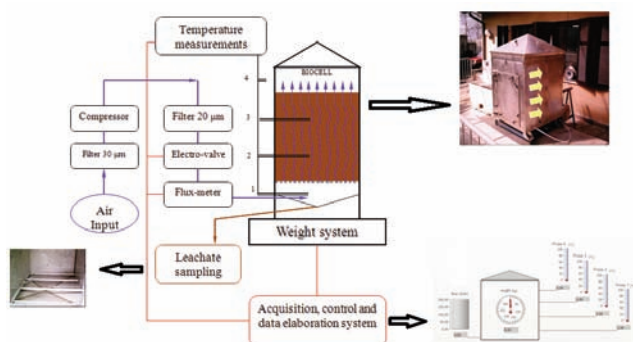 Temperature
measurements
BIOCELL
4
Compressor
Filter 20 µm
3
Filter 30 µm
Electro-valve
2
Flux-meter
1
Air
Input
Weight system
Leachate
sampling
Acquisition, control and
data elaboration system